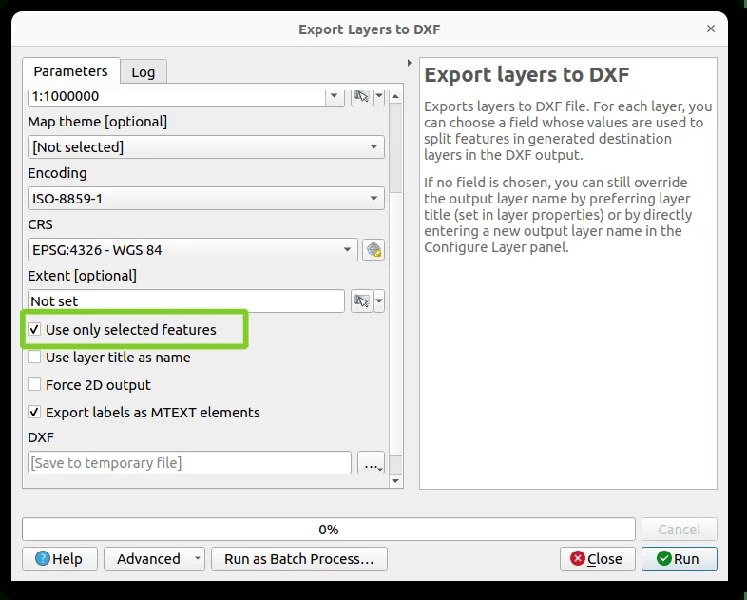 Export Layers to DXF
Parameters
Log
1:1000000
Map theme [optional]
[Not selected]
Encoding
ISO-8859-1
CRS
EPSG:4326 - WGS 84
Extent [optional]
Not set
Use only selected features
Use layer title as name
Force 2D output
Export labels as MTEXT elements
DXF
[Save to temporary file]
...
Export layers to DXF
Exports layers to DXF file. For each layer, you
can choose a field whose values are used to
split features in generated destination
layers in the DXF output.
If no field is chosen, you can still override
the output layer name by preferring layer
title (set in layer properties) or by directly
entering a new output layer name in the
Configure Layer panel.
0%
Cancel
Help
Advanced
Run as Batch Process...
Close
Run